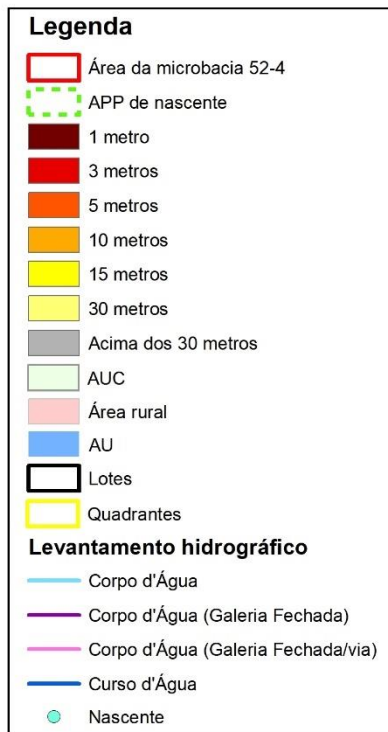 Legenda
Área da microbacia 52-4
APP de nascente
1 metro
3 metros
5 metros
10 metros
15 metros
30 metros
Acima dos 30 metros
AUC
Área rural
AU
Lotes
Quadrantes
Levantamento hidrográfico
Corpo d'Água
Corpo d'Água (Galeria Fechada)
Corpo d'Água (Galeria Fechada/via)
Curso d'Água
Nascente